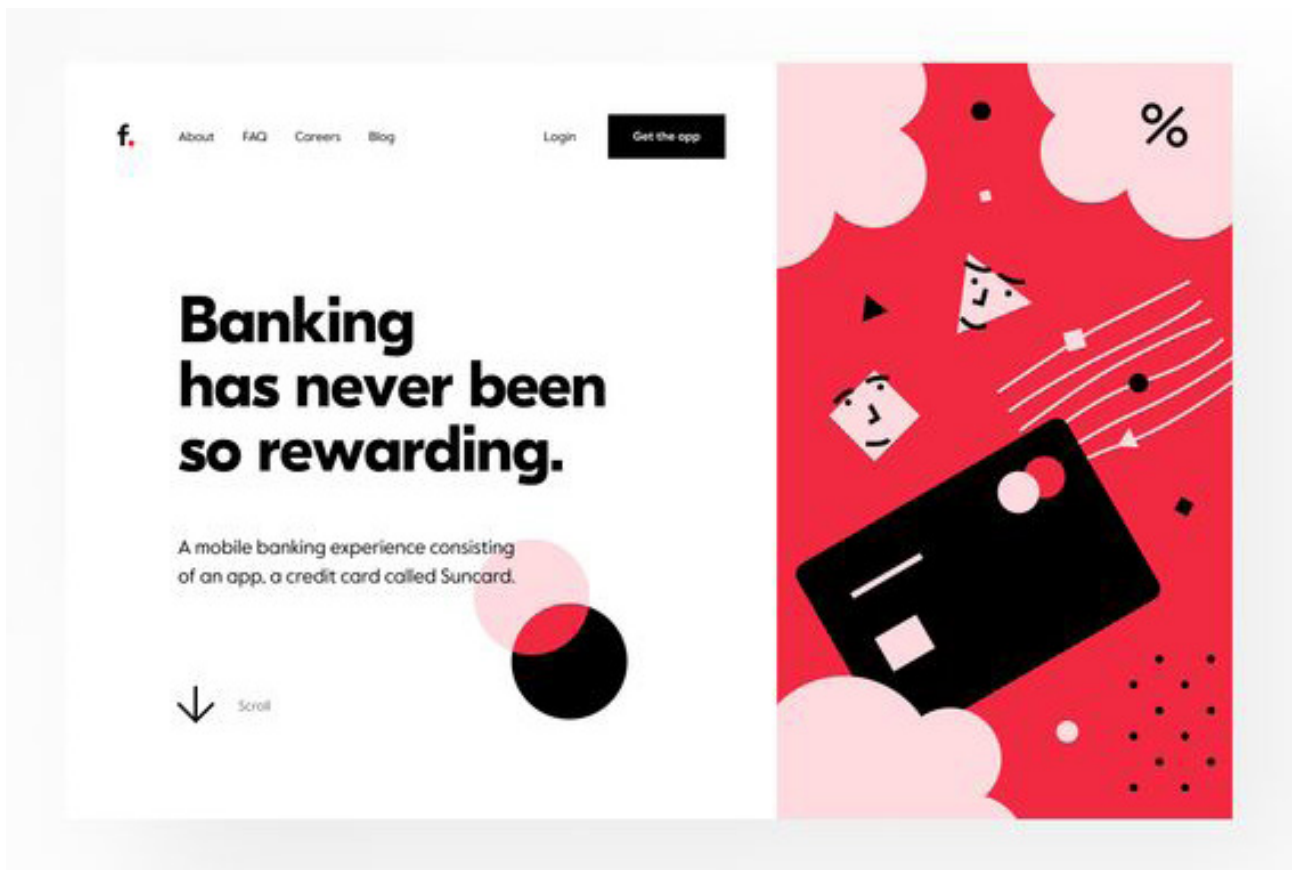 f.
About FAQ Careers Blog Login Get the app
%
Banking
has never been
so rewarding.
A mobile banking experience consisting
of an app, a credit card called Suncard.
Scroll